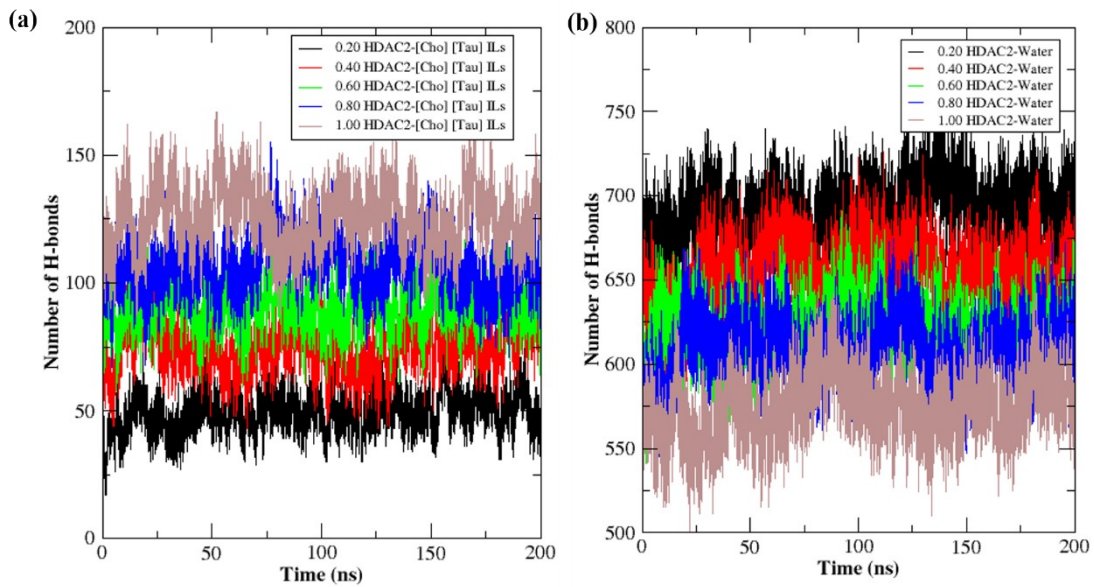 (a)
200
150
100
50
0
Number of H-bonds
0.20 HDAC2-[Cho] [Tau] ILs
0.40 HDAC2-[Cho] [Tau] ILs
0.60 HDAC2-[Cho] [Tau] ILs
0.80 HDAC2-[Cho] [Tau] ILs
1.00 HDAC2-[Cho] [Tau] ILs
0 50 100 150 200
Time (ns)
(b)
800
750
700
650
600
550
500
Number of H-bonds
0.20 HDAC2-Water
0.40 HDAC2-Water
0.60 HDAC2-Water
0.80 HDAC2-Water
1.00 HDAC2-Water
0 50 100 150 200
Time (ns)